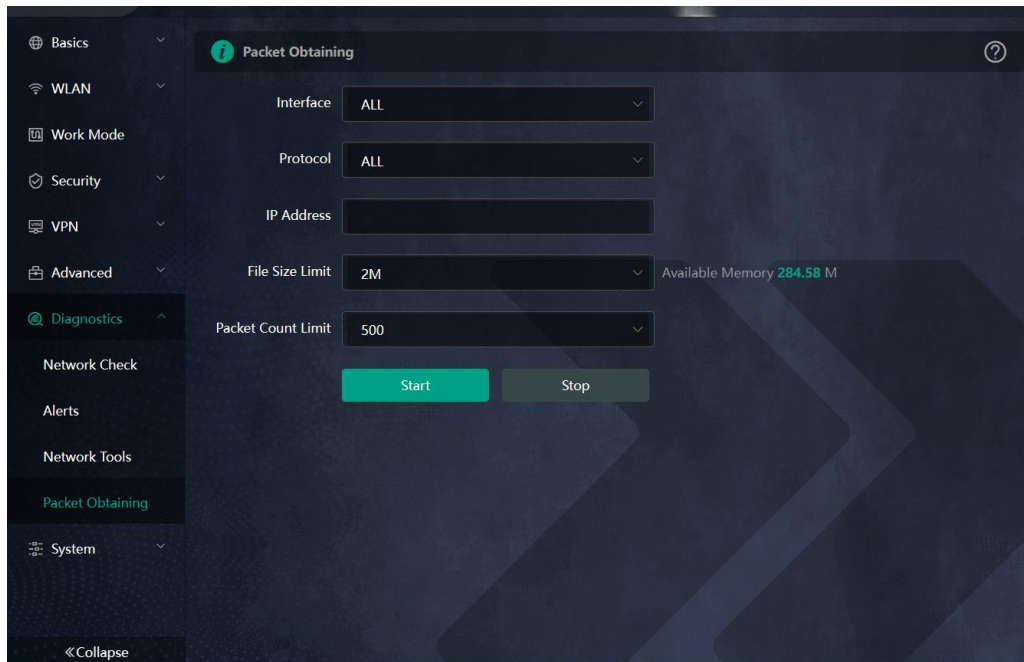 Basics
WLAN
Work Mode
Security
VPN
Advanced
Diagnostics
Network Check
Alerts
Network Tools
Packet Obtaining
System
Collapse
Packet Obtaining
Interface ALL
Protocol ALL
IP Address
File Size Limit 2M Available Memory 284.58 M
Packet Count Limit 500
Start Stop